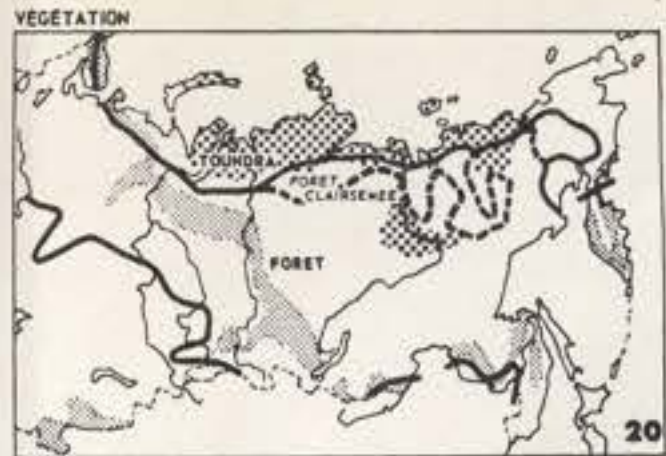 VÉGÉTATION
TOUNDRA
FORET
CLAIRSEMÉE
FORET
20